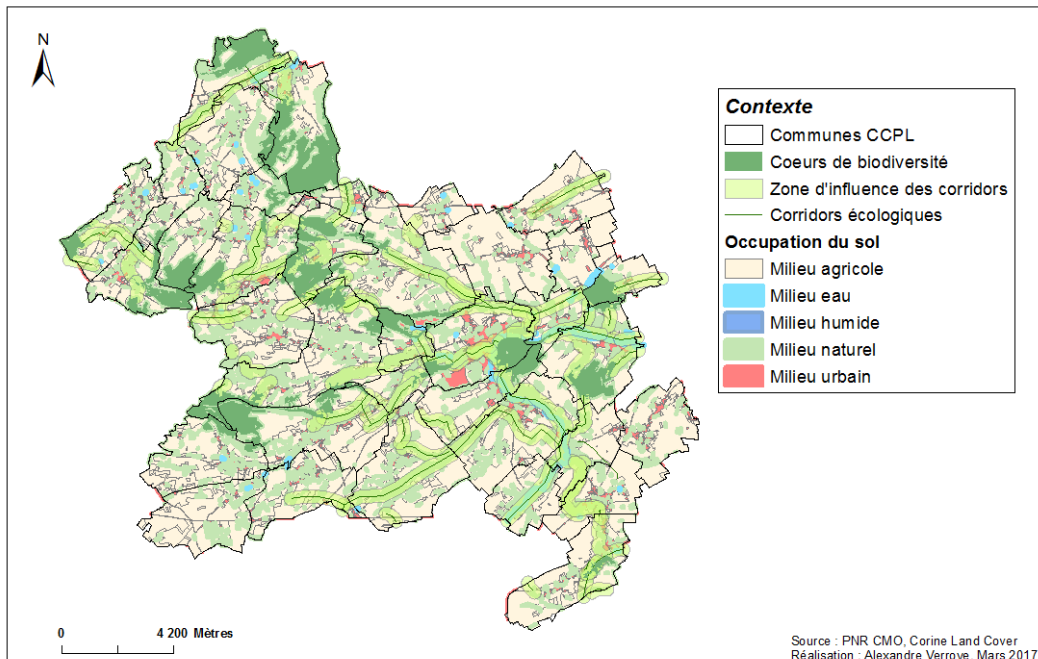 N
Contexte
Communes CCPL
Coeurs de biodiversité
Zone d'influence des corridors
Corridors écologiques
Occupation du sol
Milieu agricole
Milieu eau
Milieu humide
Milieu naturel
Milieu urbain
0 4 200 Mètres
Source : PNR CMO, Corine Land Cover
Réalisation : Alexandre Verroye, Mars 2017